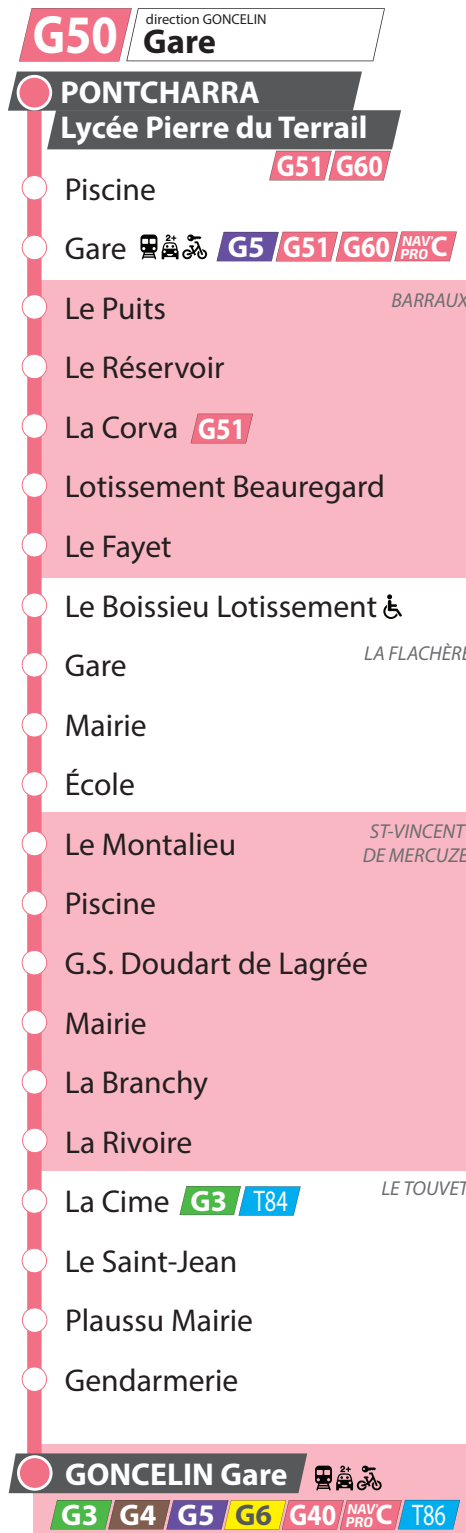 G50 direction GONCELIN
Gare
PONTCHARRA
Lycée Pierre du Terrail
G51 G60
Piscine
Gare 2+ G5 G51 G60 NAV'C PRO
Le Puits BARRAUX
Le Réservoir
La Corva G51
Lotissement Beauregard
Le Fayet
Le Boissieu Lotissement
Gare LA FLACHÈRE
Mairie
École
Le Montalieu ST-VINCENT
DE MERCUZE
Piscine
G.S. Doudart de Lagrée
Mairie
La Branchy
La Rivoire
La Cime G3 T84 LE TOUVET
Le Saint-Jean
Plaussu Mairie
Gendarmerie
GONCELIN Gare 2+
G3 G4 G5 G6 G40 NAV'C PRO T86